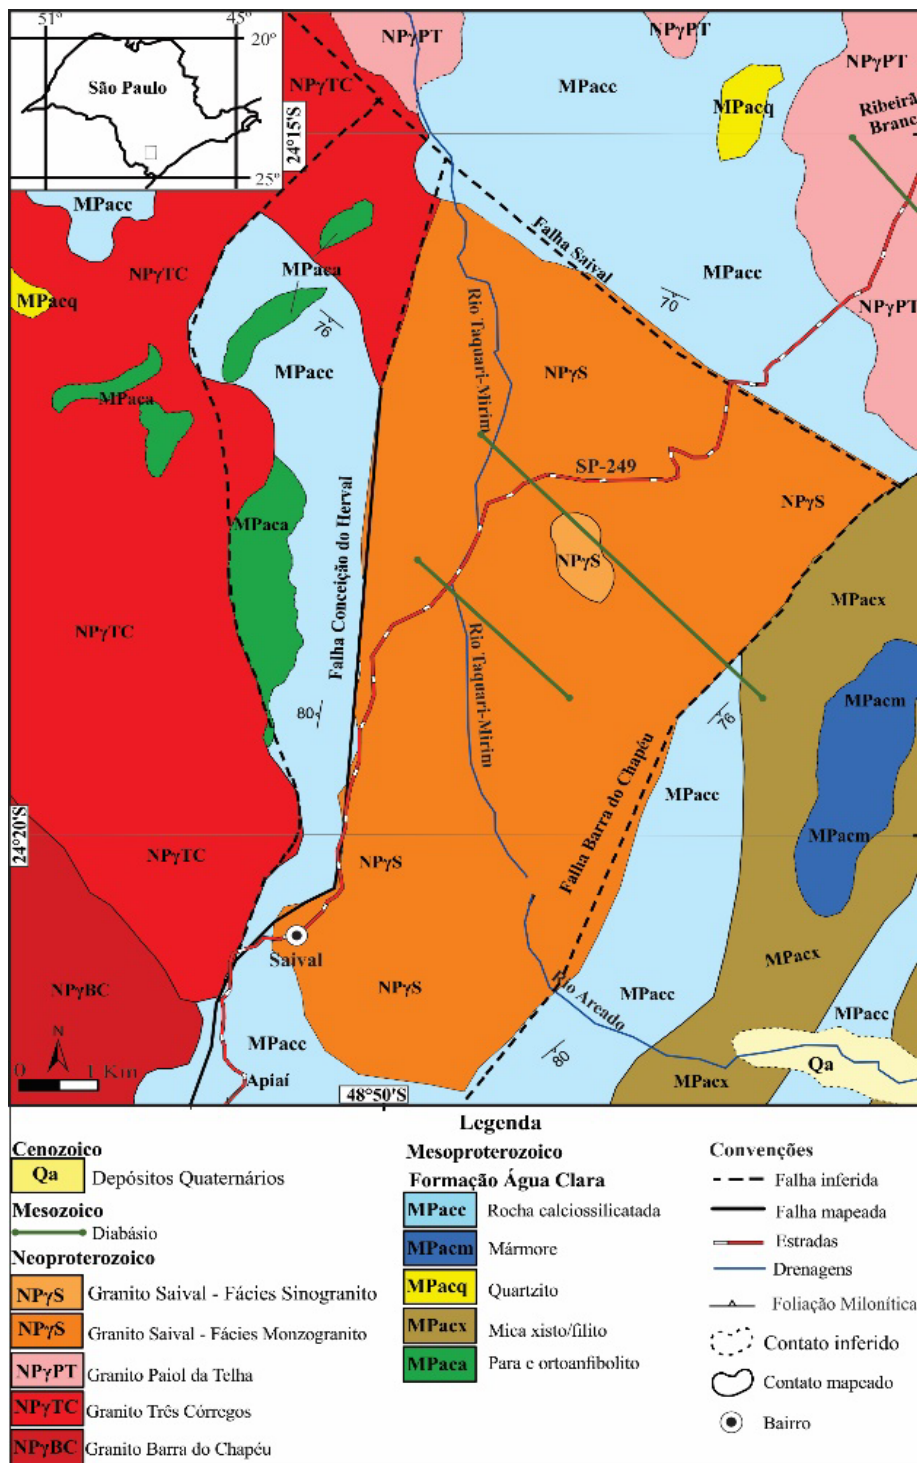 51°
45°
20°
São Paulo
25°
24°15'S
NPγPT
NPγPT
NPγPT
NPγTC
MPacc
MPacq
MPacc
NPγTC
MPaca
Falha Saival
MPacc
MPacq
76
70
NPγPT
Rio Taquari-Mirim
MPacc
NPγS
MPaca
SP-249
NPγS
MPaca
Falha Conceição do Herval
NPγS
MPacx
NPγTC
Rio Taquari-Mirim
80
76
MPacm
Falha Barra do Chapéu
MPacc
24°20'S
MPacm
NPγTC
NPγS
Saival
MPacx
NPγBC
NPγS
Rio Areado
MPacc
MPacc
N
MPacc
80
Qa
0 1 Km
Apiaí
MPacx
48°50'S
Legenda
Cenozoico
Qa Depósitos Quaternários
Mesozoico
Diabásio
Neoproterozoico
NPγS Granito Saival - Fácies Sinogranito
NPγS Granito Saival - Fácies Monzogranito
NPγPT Granito Paiol da Telha
NPγTC Granito Três Córregos
NPγBC Granito Barra do Chapéu
Mesoproterozoico
Formação Água Clara
MPacc Rocha calciossilicatada
MPacm Mármore
MPacq Quartzito
MPacx Mica xisto/filito
MPaca Para e ortoanfibolito
Convenções
Falha inferida
Falha mapeada
Estradas
Drenagens
Foliação Milonítica
Contato inferido
Contato mapeado
Bairro